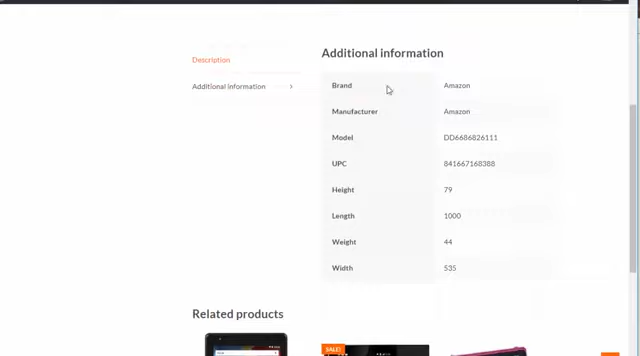 Additional information
Description
Brand Amazon
Additional information
Manufacturer Amazon
Model DD6686826111
UPC 841667168388
Height 79
Length 1000
Weight 44
Width 535
Related products
SALE!